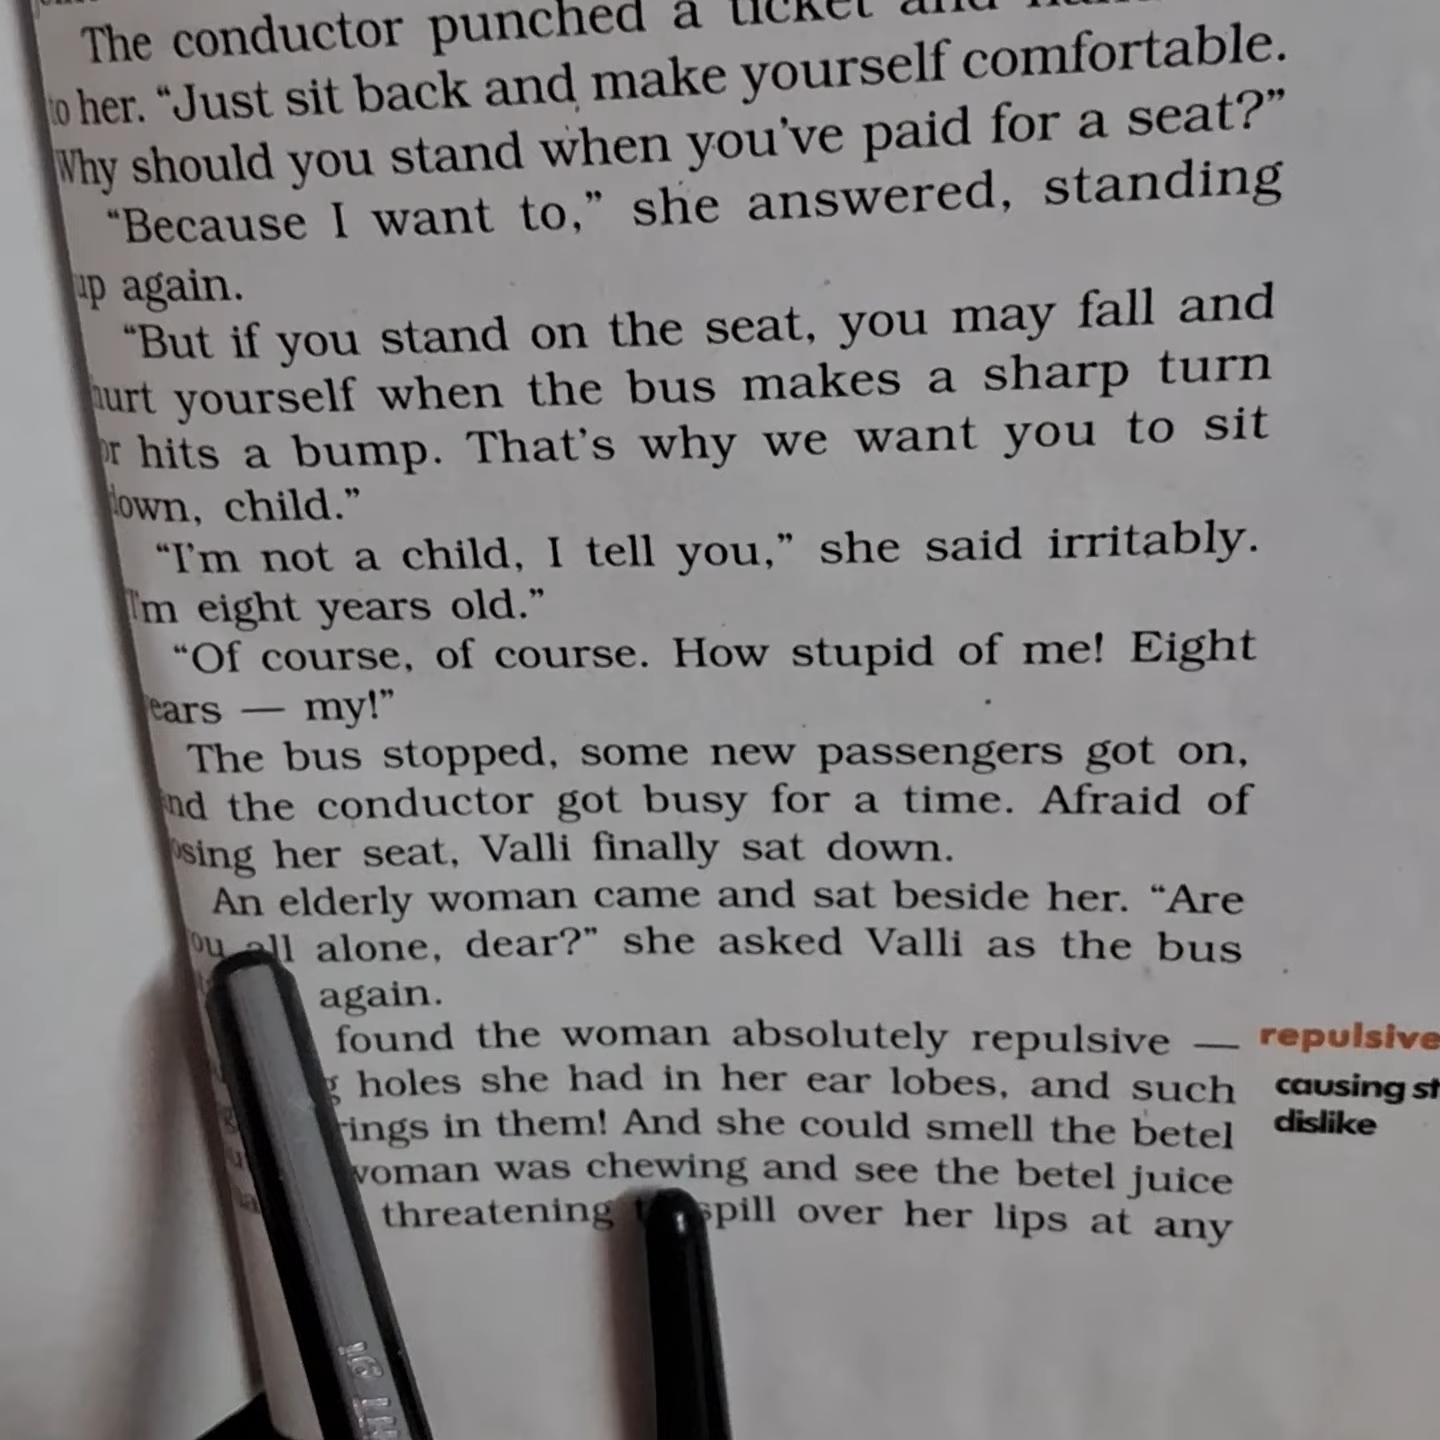 The conductor punched a ticket and
to her. “Just sit back and make yourself comfortable.
Why should you stand when you’ve paid for a seat?”
“Because I want to,” she answered, standing
up again.
“But if you stand on the seat, you may fall and
hurt yourself when the bus makes a sharp turn
or hits a bump. That’s why we want you to sit
down, child.”
“I’m not a child, I tell you,” she said irritably.
I’m eight years old.”
“Of course, of course. How stupid of me! Eight
ears — my!”
The bus stopped, some new passengers got on,
and the conductor got busy for a time. Afraid of
osing her seat, Valli finally sat down.
An elderly woman came and sat beside her. “Are
ou all alone, dear?” she asked Valli as the bus
again.
found the woman absolutely repulsive —
repulsive
g holes she had in her ear lobes, and such
causing st
rings in them! And she could smell the betel
dislike
woman was chewing and see the betel juice
threatening spill over her lips at any